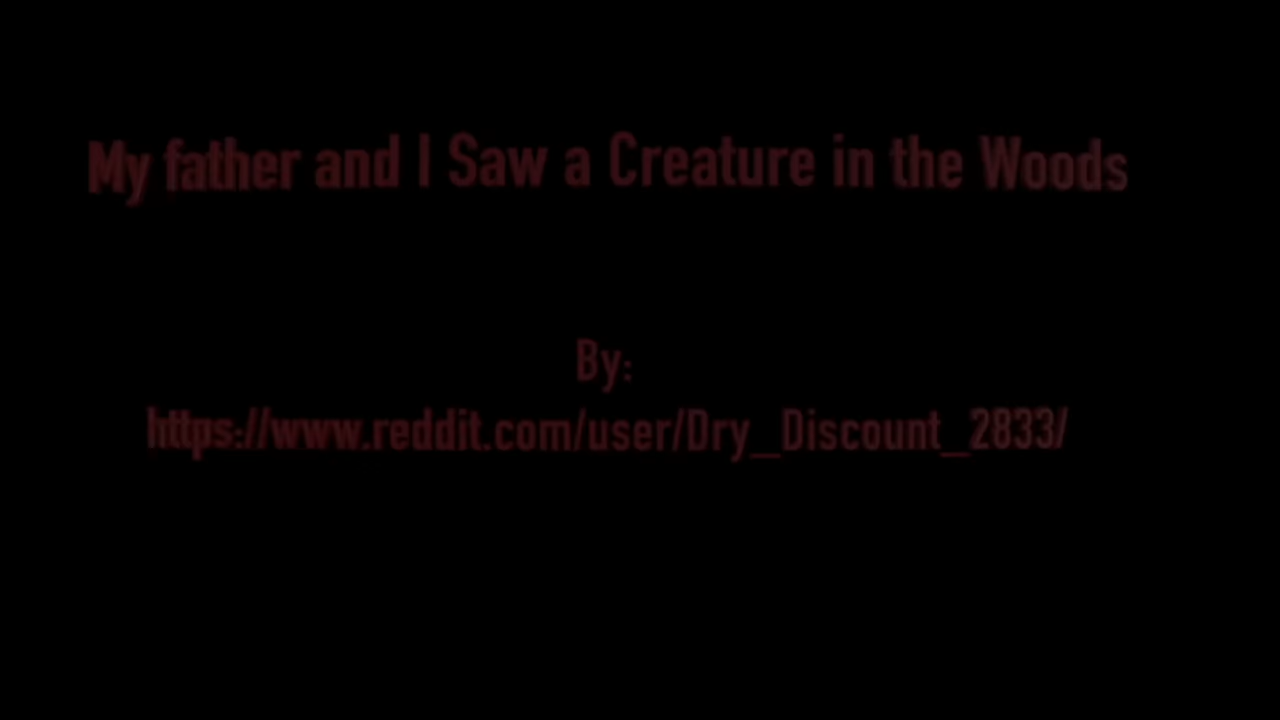 My father and I Saw a Creature in the Woods
By:
https://www.reddit.com/user/Dry_Discount_2833/